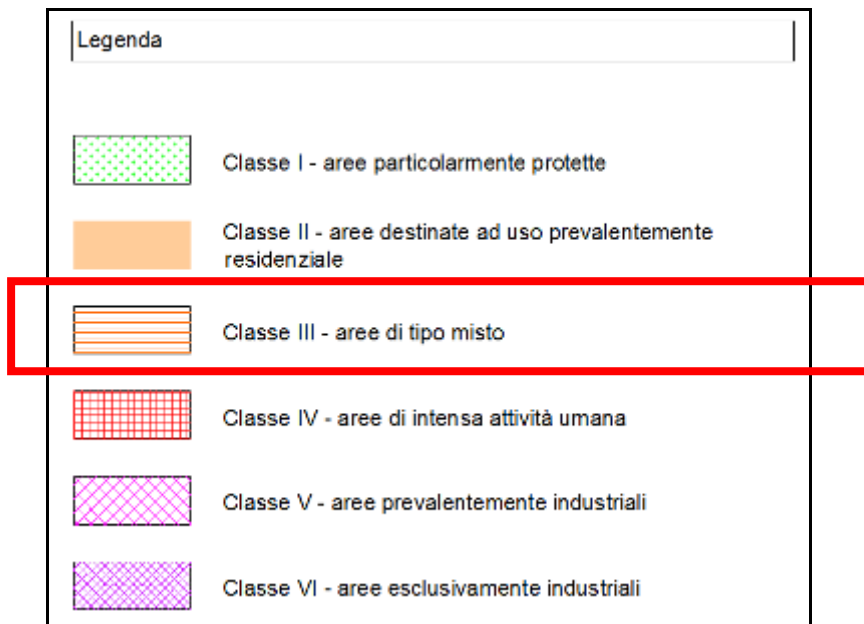 Legenda
Classe I - aree particolarmente protette
Classe II - aree destinate ad uso prevalentemente
residenziale
Classe III - aree di tipo misto
Classe IV - aree di intensa attività umana
Classe V - aree prevalentemente industriali
Classe VI - aree esclusivamente industriali